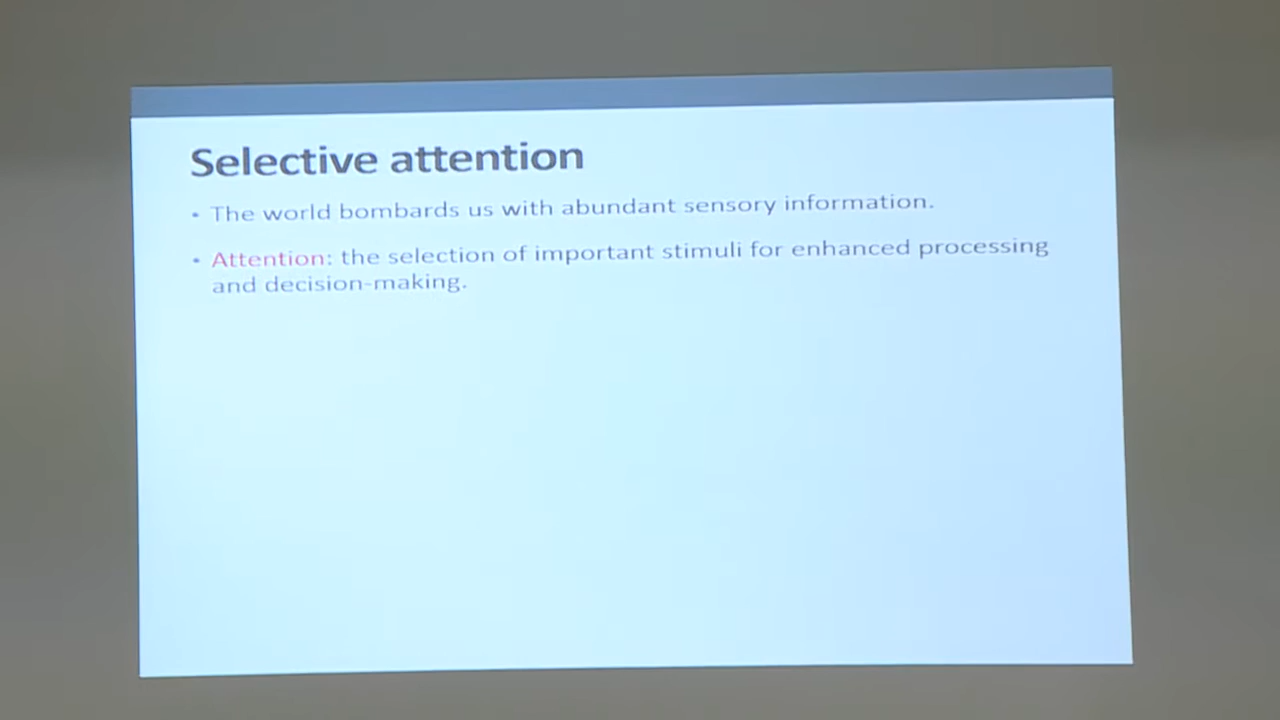 Selective attention
• The world bombards us with abundant sensory information.
• Attention: the selection of important stimuli for enhanced processing
and decision-making.